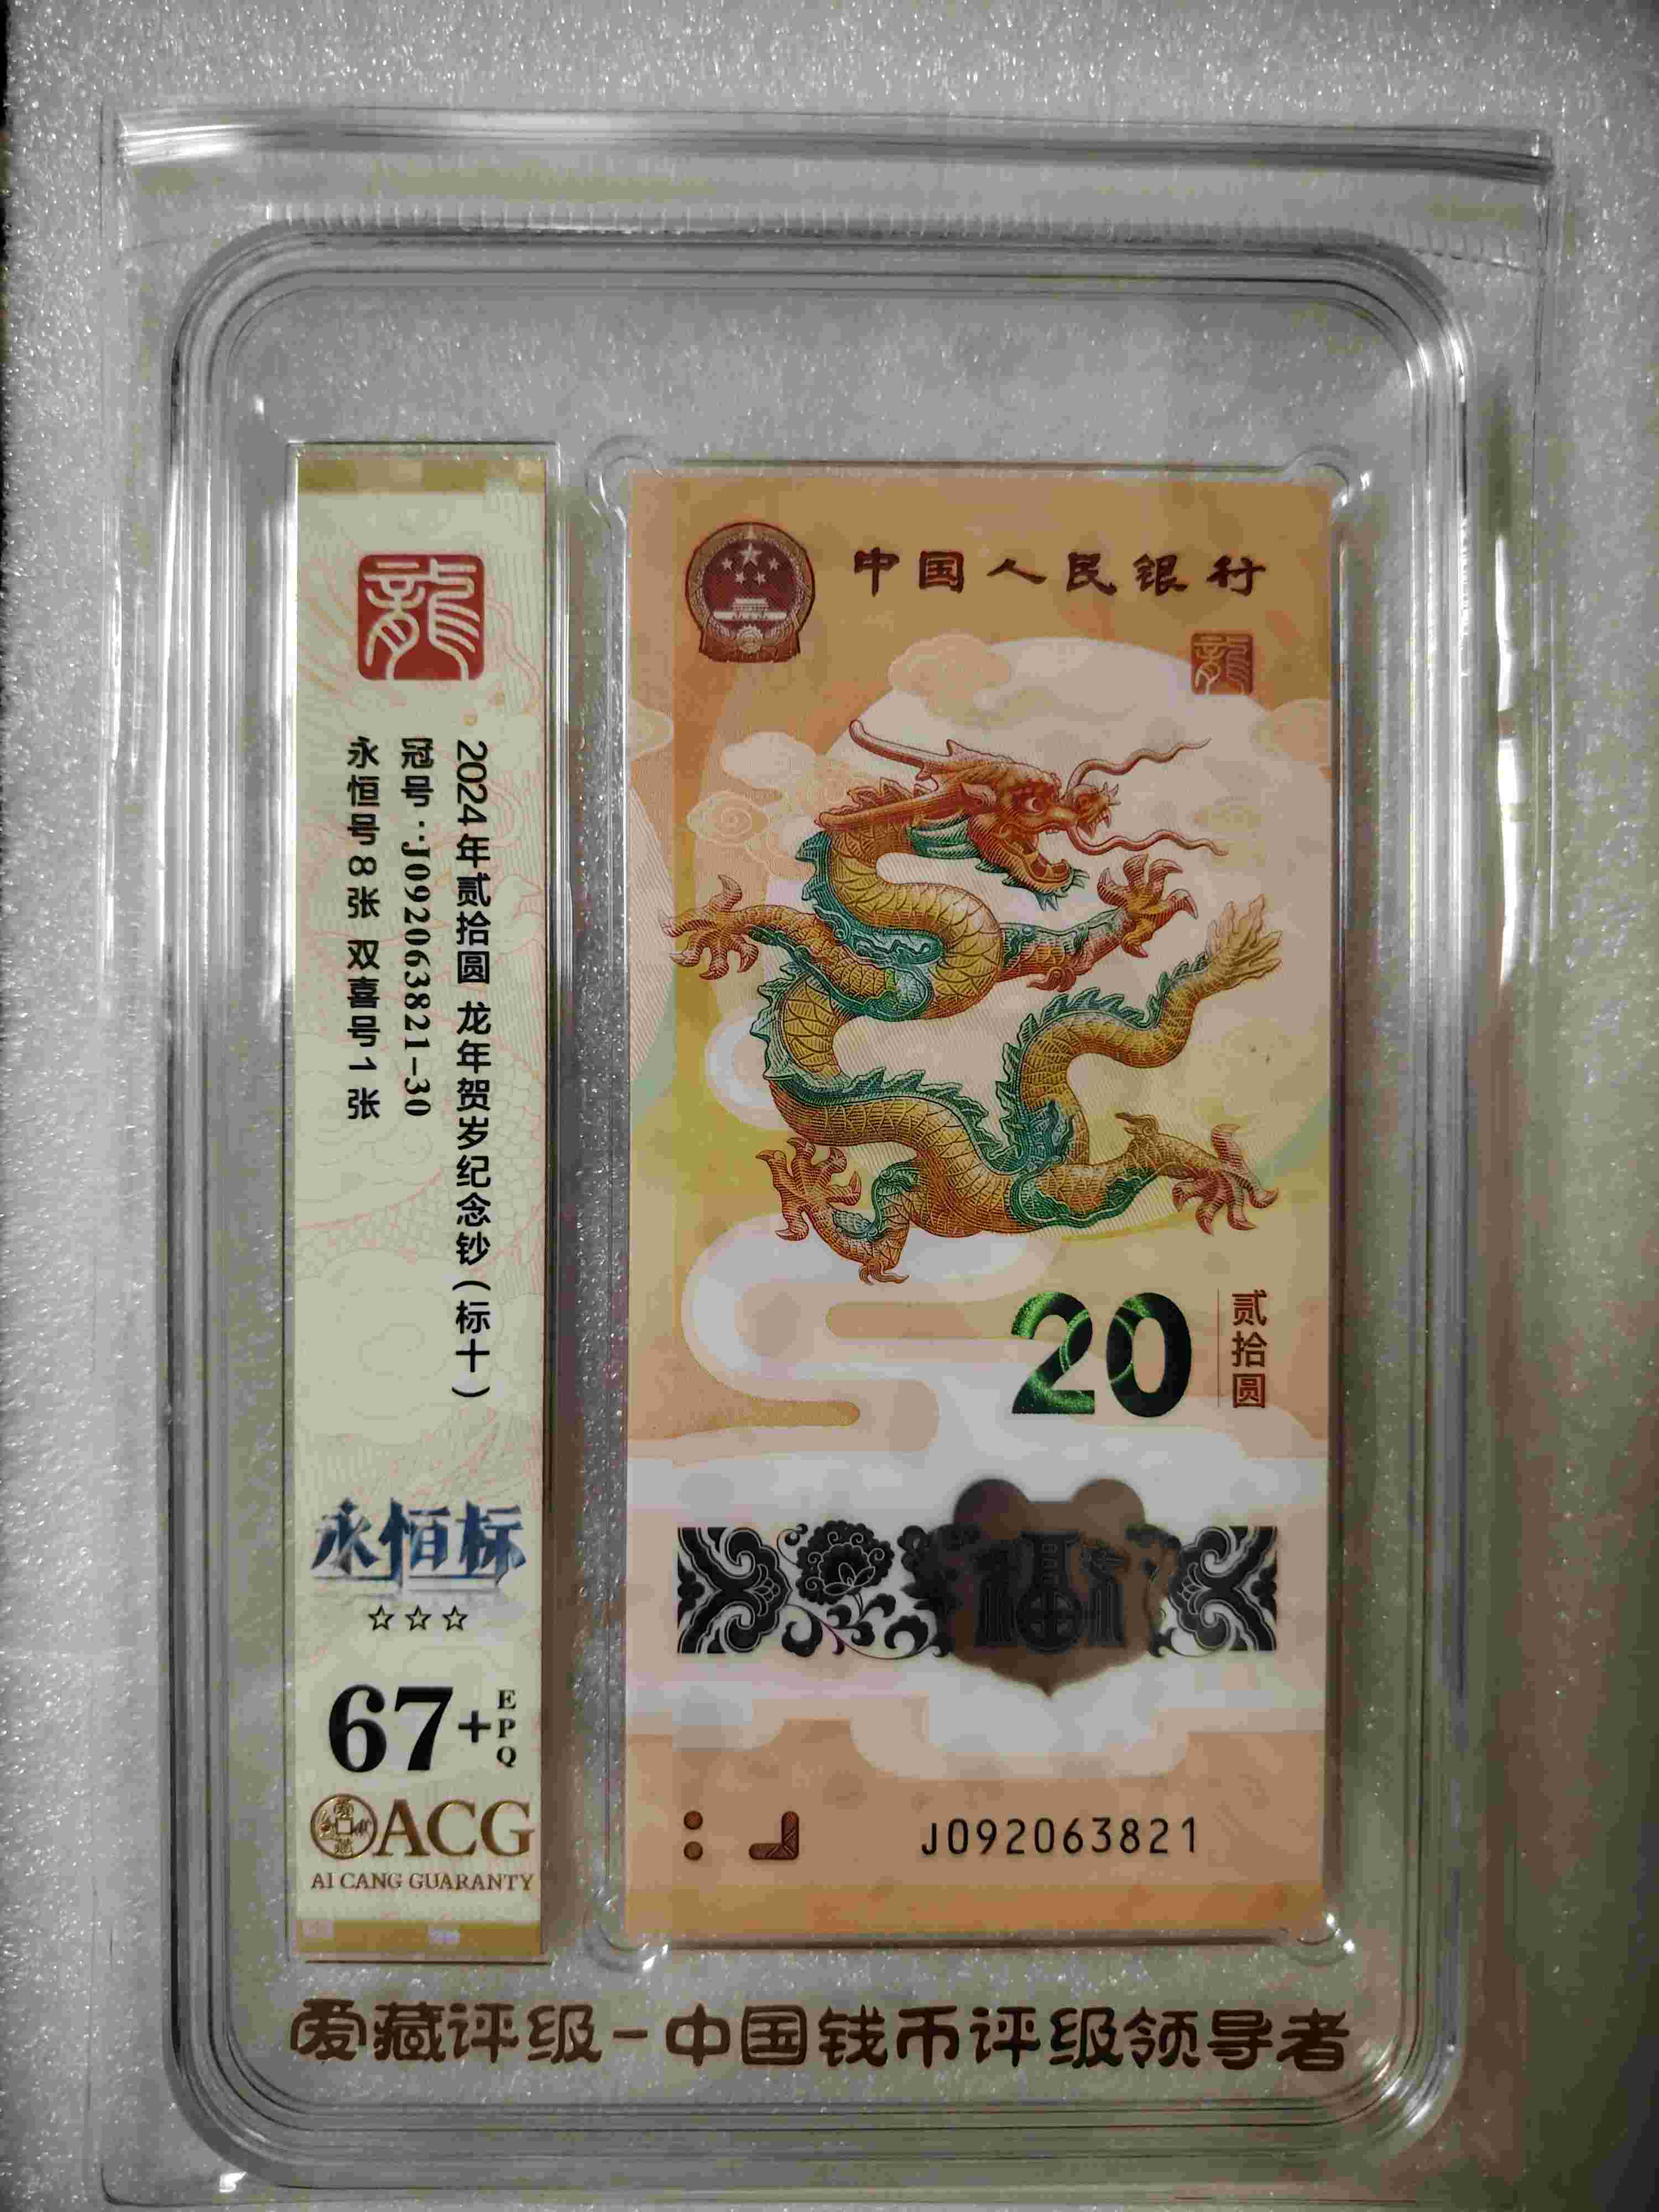 龍
2024年贰拾圆 龙年贺岁纪念钞（标十）
冠号：J092063821-30
永恒号8张 双喜号1张
永恒标
☆☆☆
67+EPQ
ACG
AI CANG GUARANTY
中国人民银行
龍
20
贰拾圆
福
J092063821
爱藏评级-中国钱币评级领导者